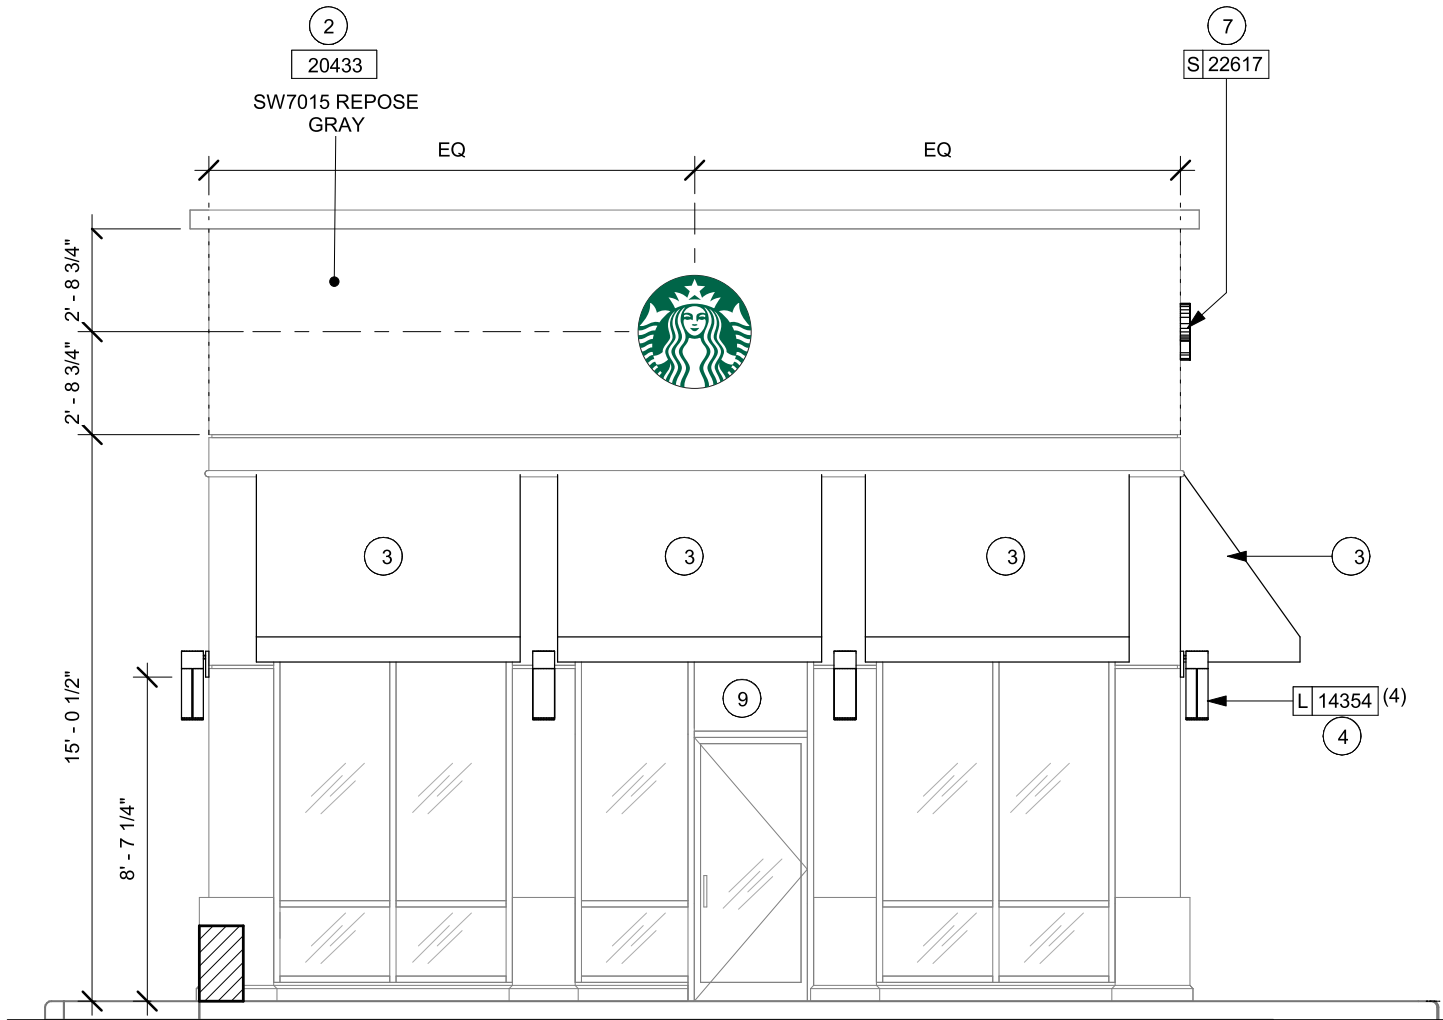 2
7
20433
S 22617
SW7015 REPOSE
GRAY
EQ
EQ
2' - 8 3/4"
2' - 8 3/4"
3
3
3
3
15' - 0 1/2"
9
L 14354 (4)
4
8' - 7 1/4"